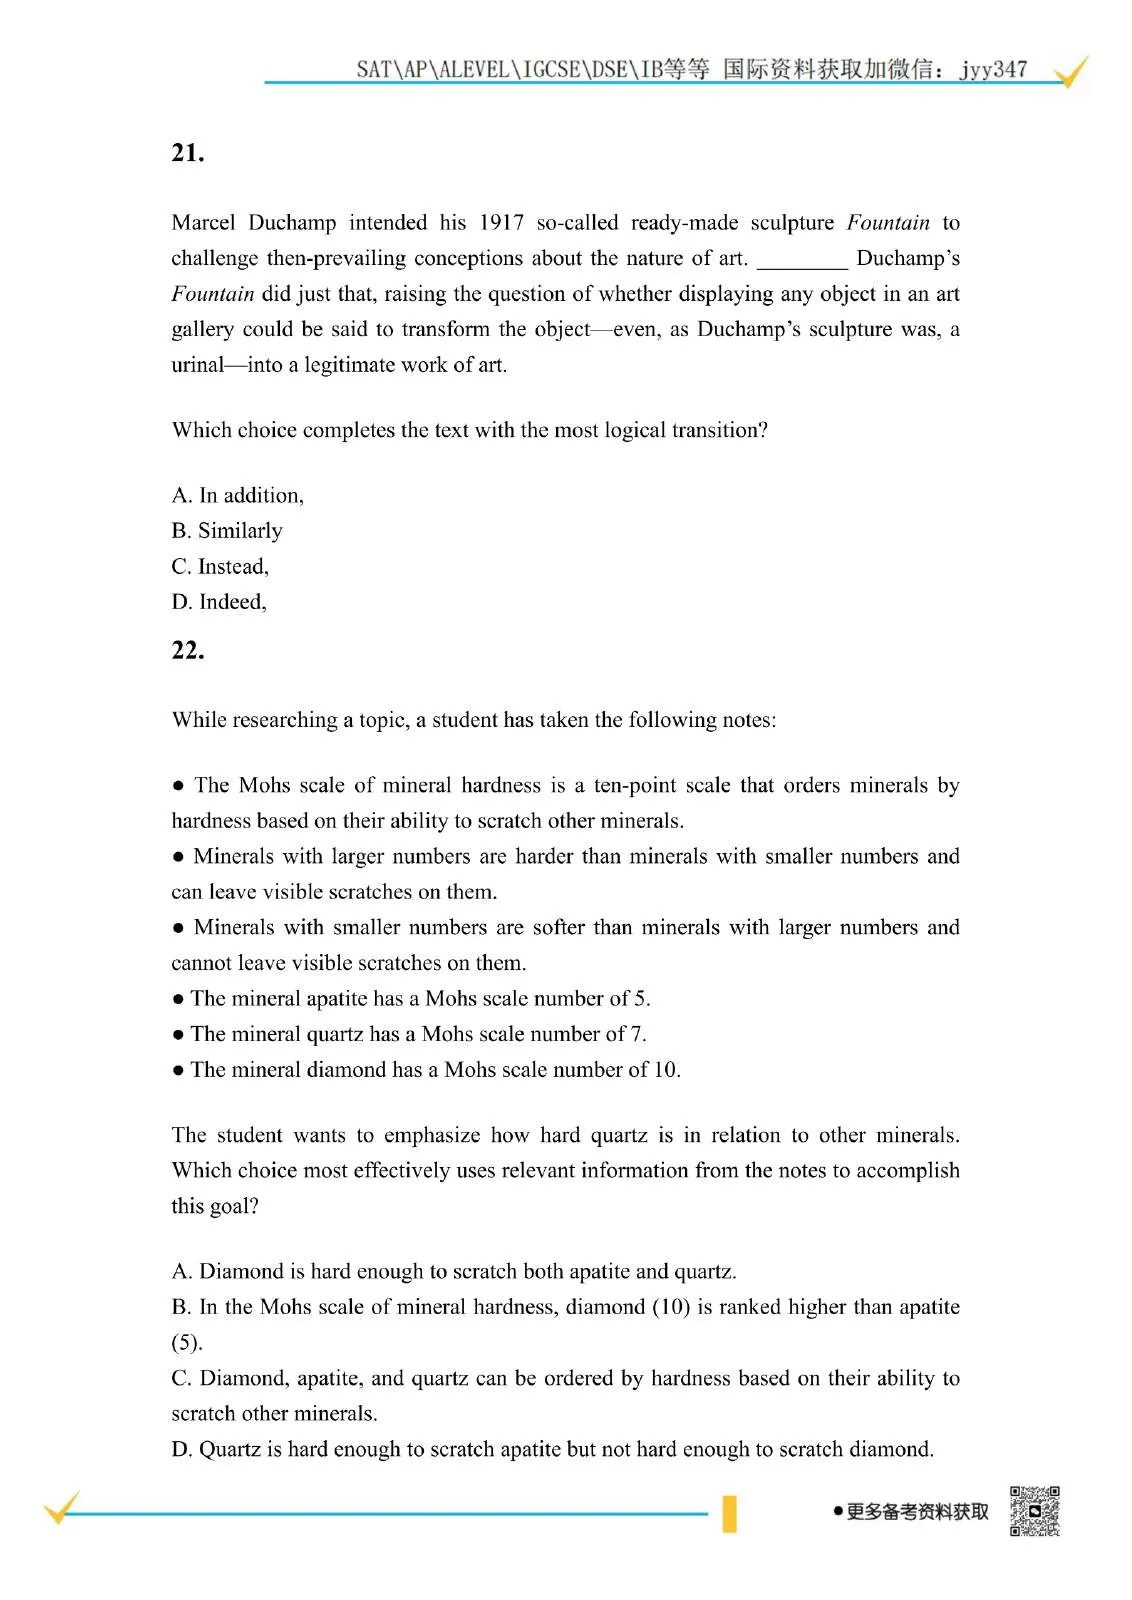 SAT\AP\ALEVEL\IGCSE\DSE\IB等等 国际资料获取加微信：jyy347
21.
Marcel Duchamp intended his 1917 so-called ready-made sculpture Fountain to
challenge then-prevailing conceptions about the nature of art. ________ Duchamp’s
Fountain did just that, raising the question of whether displaying any object in an art
gallery could be said to transform the object—even, as Duchamp’s sculpture was, a
urinal—into a legitimate work of art.
Which choice completes the text with the most logical transition?
A. In addition,
B. Similarly
C. Instead,
D. Indeed,
22.
While researching a topic, a student has taken the following notes:
● The Mohs scale of mineral hardness is a ten-point scale that orders minerals by
hardness based on their ability to scratch other minerals.
● Minerals with larger numbers are harder than minerals with smaller numbers and
can leave visible scratches on them.
● Minerals with smaller numbers are softer than minerals with larger numbers and
cannot leave visible scratches on them.
● The mineral apatite has a Mohs scale number of 5.
● The mineral quartz has a Mohs scale number of 7.
● The mineral diamond has a Mohs scale number of 10.
The student wants to emphasize how hard quartz is in relation to other minerals.
Which choice most effectively uses relevant information from the notes to accomplish
this goal?
A. Diamond is hard enough to scratch both apatite and quartz.
B. In the Mohs scale of mineral hardness, diamond (10) is ranked higher than apatite
(5).
C. Diamond, apatite, and quartz can be ordered by hardness based on their ability to
scratch other minerals.
D. Quartz is hard enough to scratch apatite but not hard enough to scratch diamond.
●更多备考资料获取